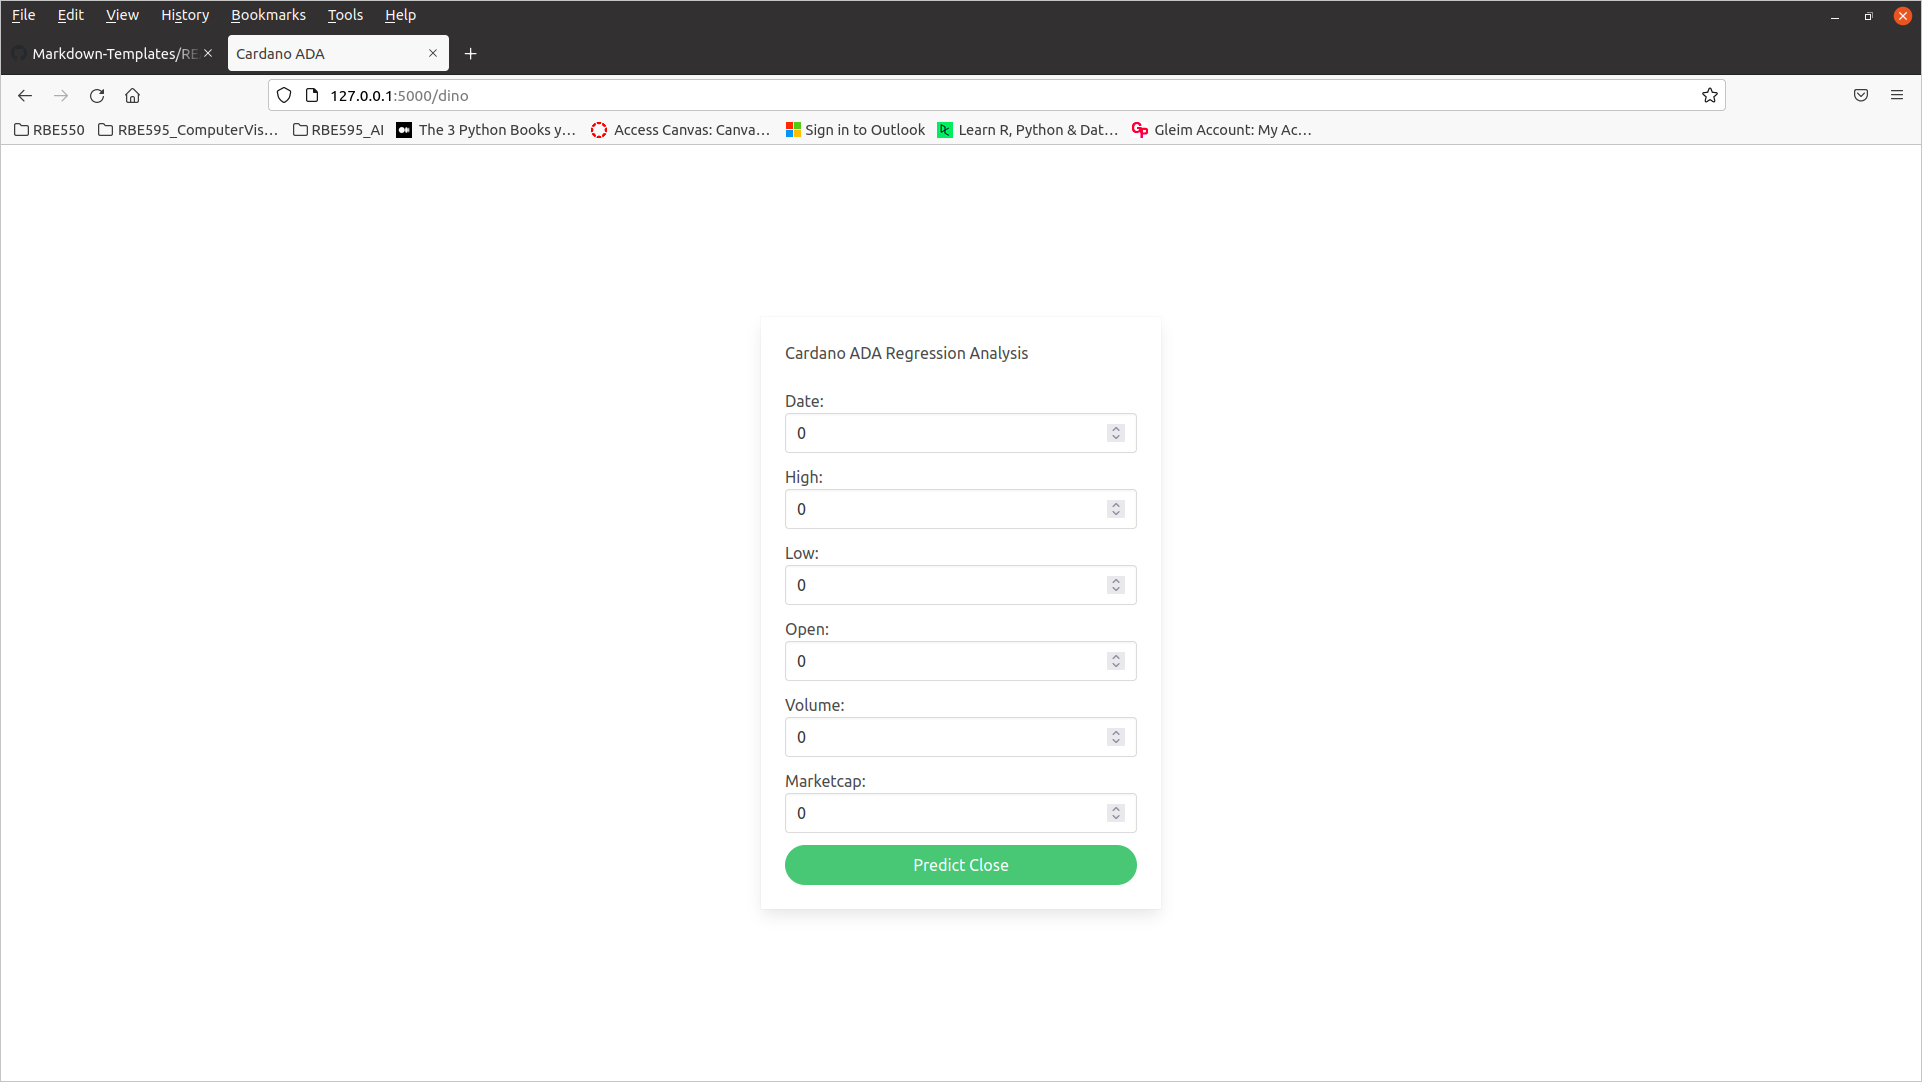 File Edit View History Bookmarks Tools Help
Markdown-Templates/RE
Cardano ADA
127.0.0.1:5000/dino
RBE550 RBE595_ComputerVis… RBE595_AI The 3 Python Books y… Access Canvas: Canva… Sign in to Outlook Learn R, Python & Dat… Gleim Account: My Ac…
Cardano ADA Regression Analysis
Date:
0
High:
0
Low:
0
Open:
0
Volume:
0
Marketcap:
0
Predict Close